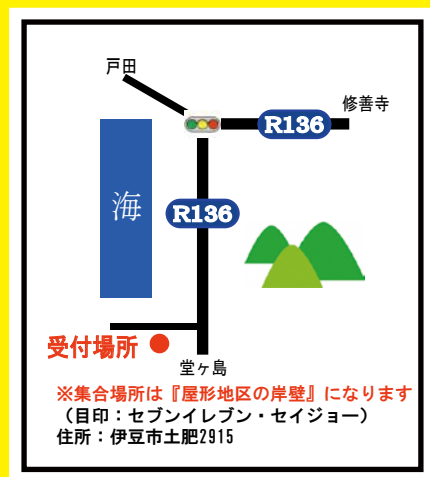 戸田
修善寺
R136
海
R136
受付場所
堂ヶ島
※集合場所は『屋形地区の岸壁』になります
（目印：セブンイレブン・セイジョー）
住所：伊豆市土肥2915